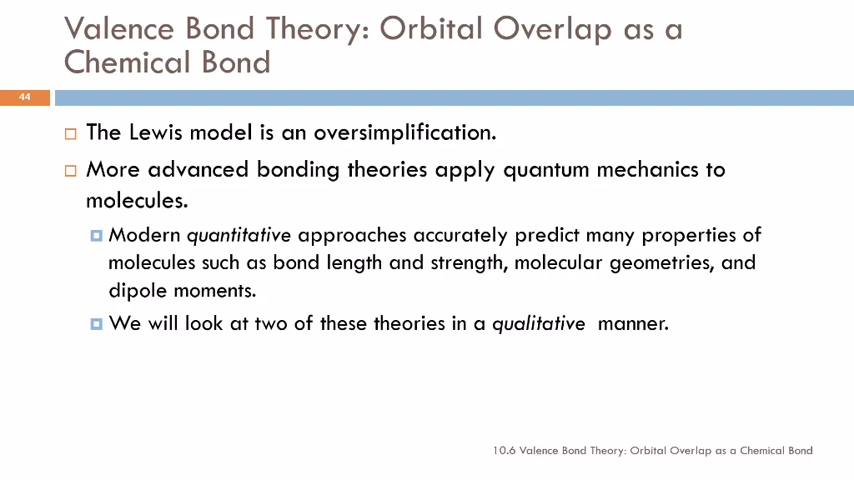 Valence Bond Theory: Orbital Overlap as a
Chemical Bond
44
The Lewis model is an oversimplification.
More advanced bonding theories apply quantum mechanics to
molecules.
Modern quantitative approaches accurately predict many properties of
molecules such as bond length and strength, molecular geometries, and
dipole moments.
We will look at two of these theories in a qualitative manner.
10.6 Valence Bond Theory: Orbital Overlap as a Chemical Bond